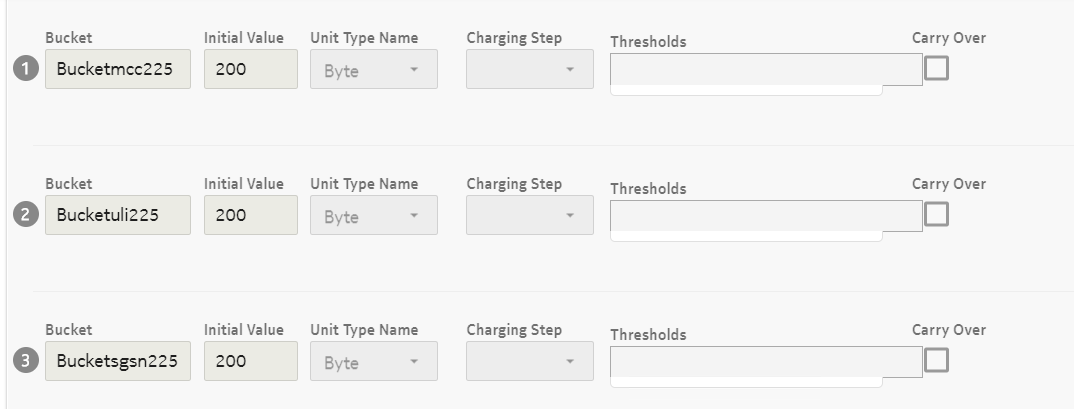 Bucket Initial Value Unit Type Name Charging Step Thresholds Carry Over
1 Bucketmcc225 200 Byte
Bucket Initial Value Unit Type Name Charging Step Thresholds Carry Over
2 Bucketuli225 200 Byte
Bucket Initial Value Unit Type Name Charging Step Thresholds Carry Over
3 Bucketsgsn225 200 Byte